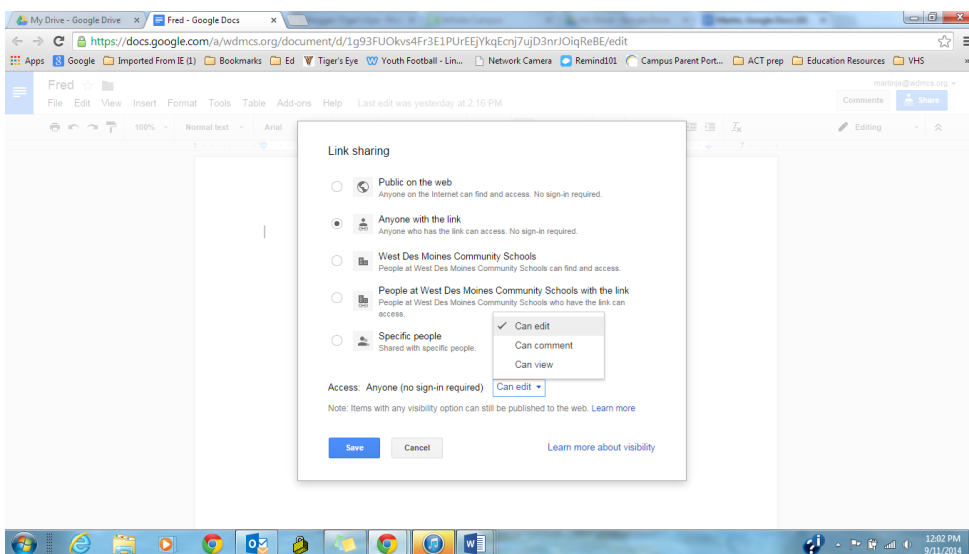 My Drive - Google Drive × Fred - Google Docs ×
https://docs.google.com/a/wdmcs.org/document/d/1g93FUOkvs4Fr3E1PUrEEjYkqEcnj7ujD3nrJOiqReBE/edit
Apps Google Imported From IE (1) Bookmarks Ed Tiger's Eye Youth Football - Lin... Network Camera Remind101 Campus Parent Port... ACT prep Education Resources VHS »
Fred
martinje@wdmcs.org
File Edit View Insert Format Tools Table Add-ons Help Last edit was yesterday at 2:16 PM
Comments Share
100% Normal text Arial Editing
Link sharing
Public on the web
Anyone on the Internet can find and access. No sign-in required.
Anyone with the link
Anyone who has the link can access. No sign-in required.
West Des Moines Community Schools
People at West Des Moines Community Schools can find and access.
People at West Des Moines Community Schools with the link
People at West Des Moines Community Schools who have the link can
access.
Specific people
Shared with specific people.
Can edit
Can comment
Can view
Access: Anyone (no sign-in required) Can edit
Note: Items with any visibility option can still be published to the web. Learn more
Save Cancel Learn more about visibility
12:02 PM
9/11/2014